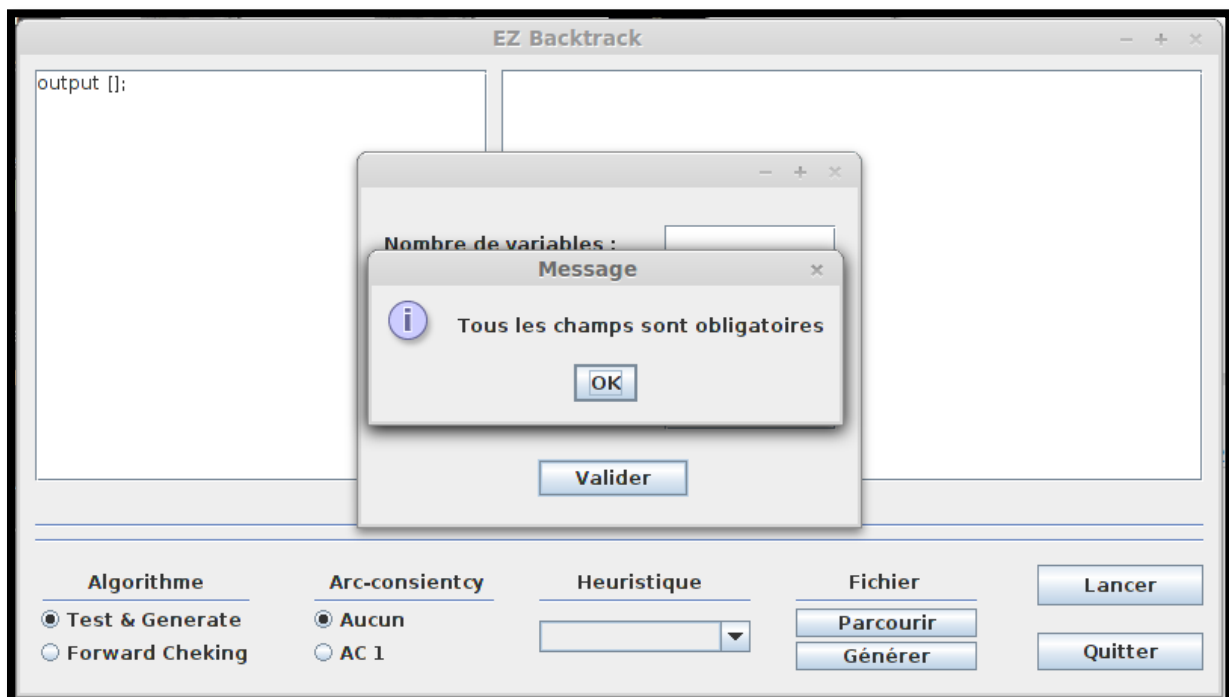 EZ Backtrack
output [];
Nombre de variables :
Message
Tous les champs sont obligatoires
OK
Valider
Algorithme
Arc-consientcy
Heuristique
Fichier
Lancer
Test & Generate
Aucun
Parcourir
Forward Cheking
AC 1
Générer
Quitter